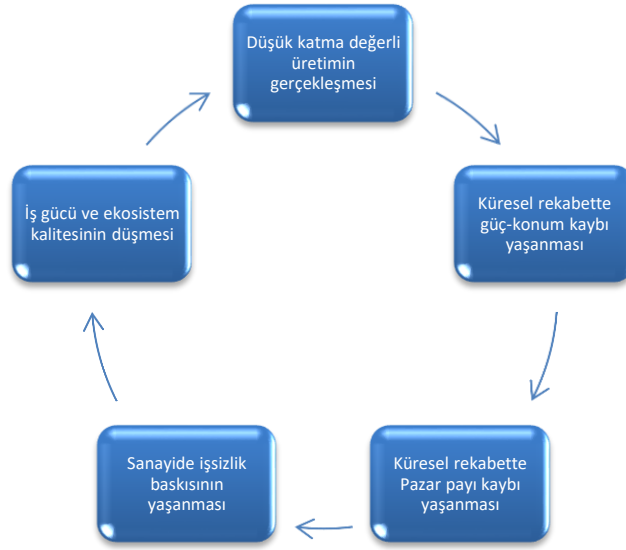 Düşük katma değerli
üretimin
gerçekleşmesi
Küresel rekabette
güç-konum kaybı
yaşanması
Küresel rekabette
Pazar payı kaybı
yaşanması
Sanayide işsizlik
baskısının
yaşanması
İş gücü ve ekosistem
kalitesinin düşmesi